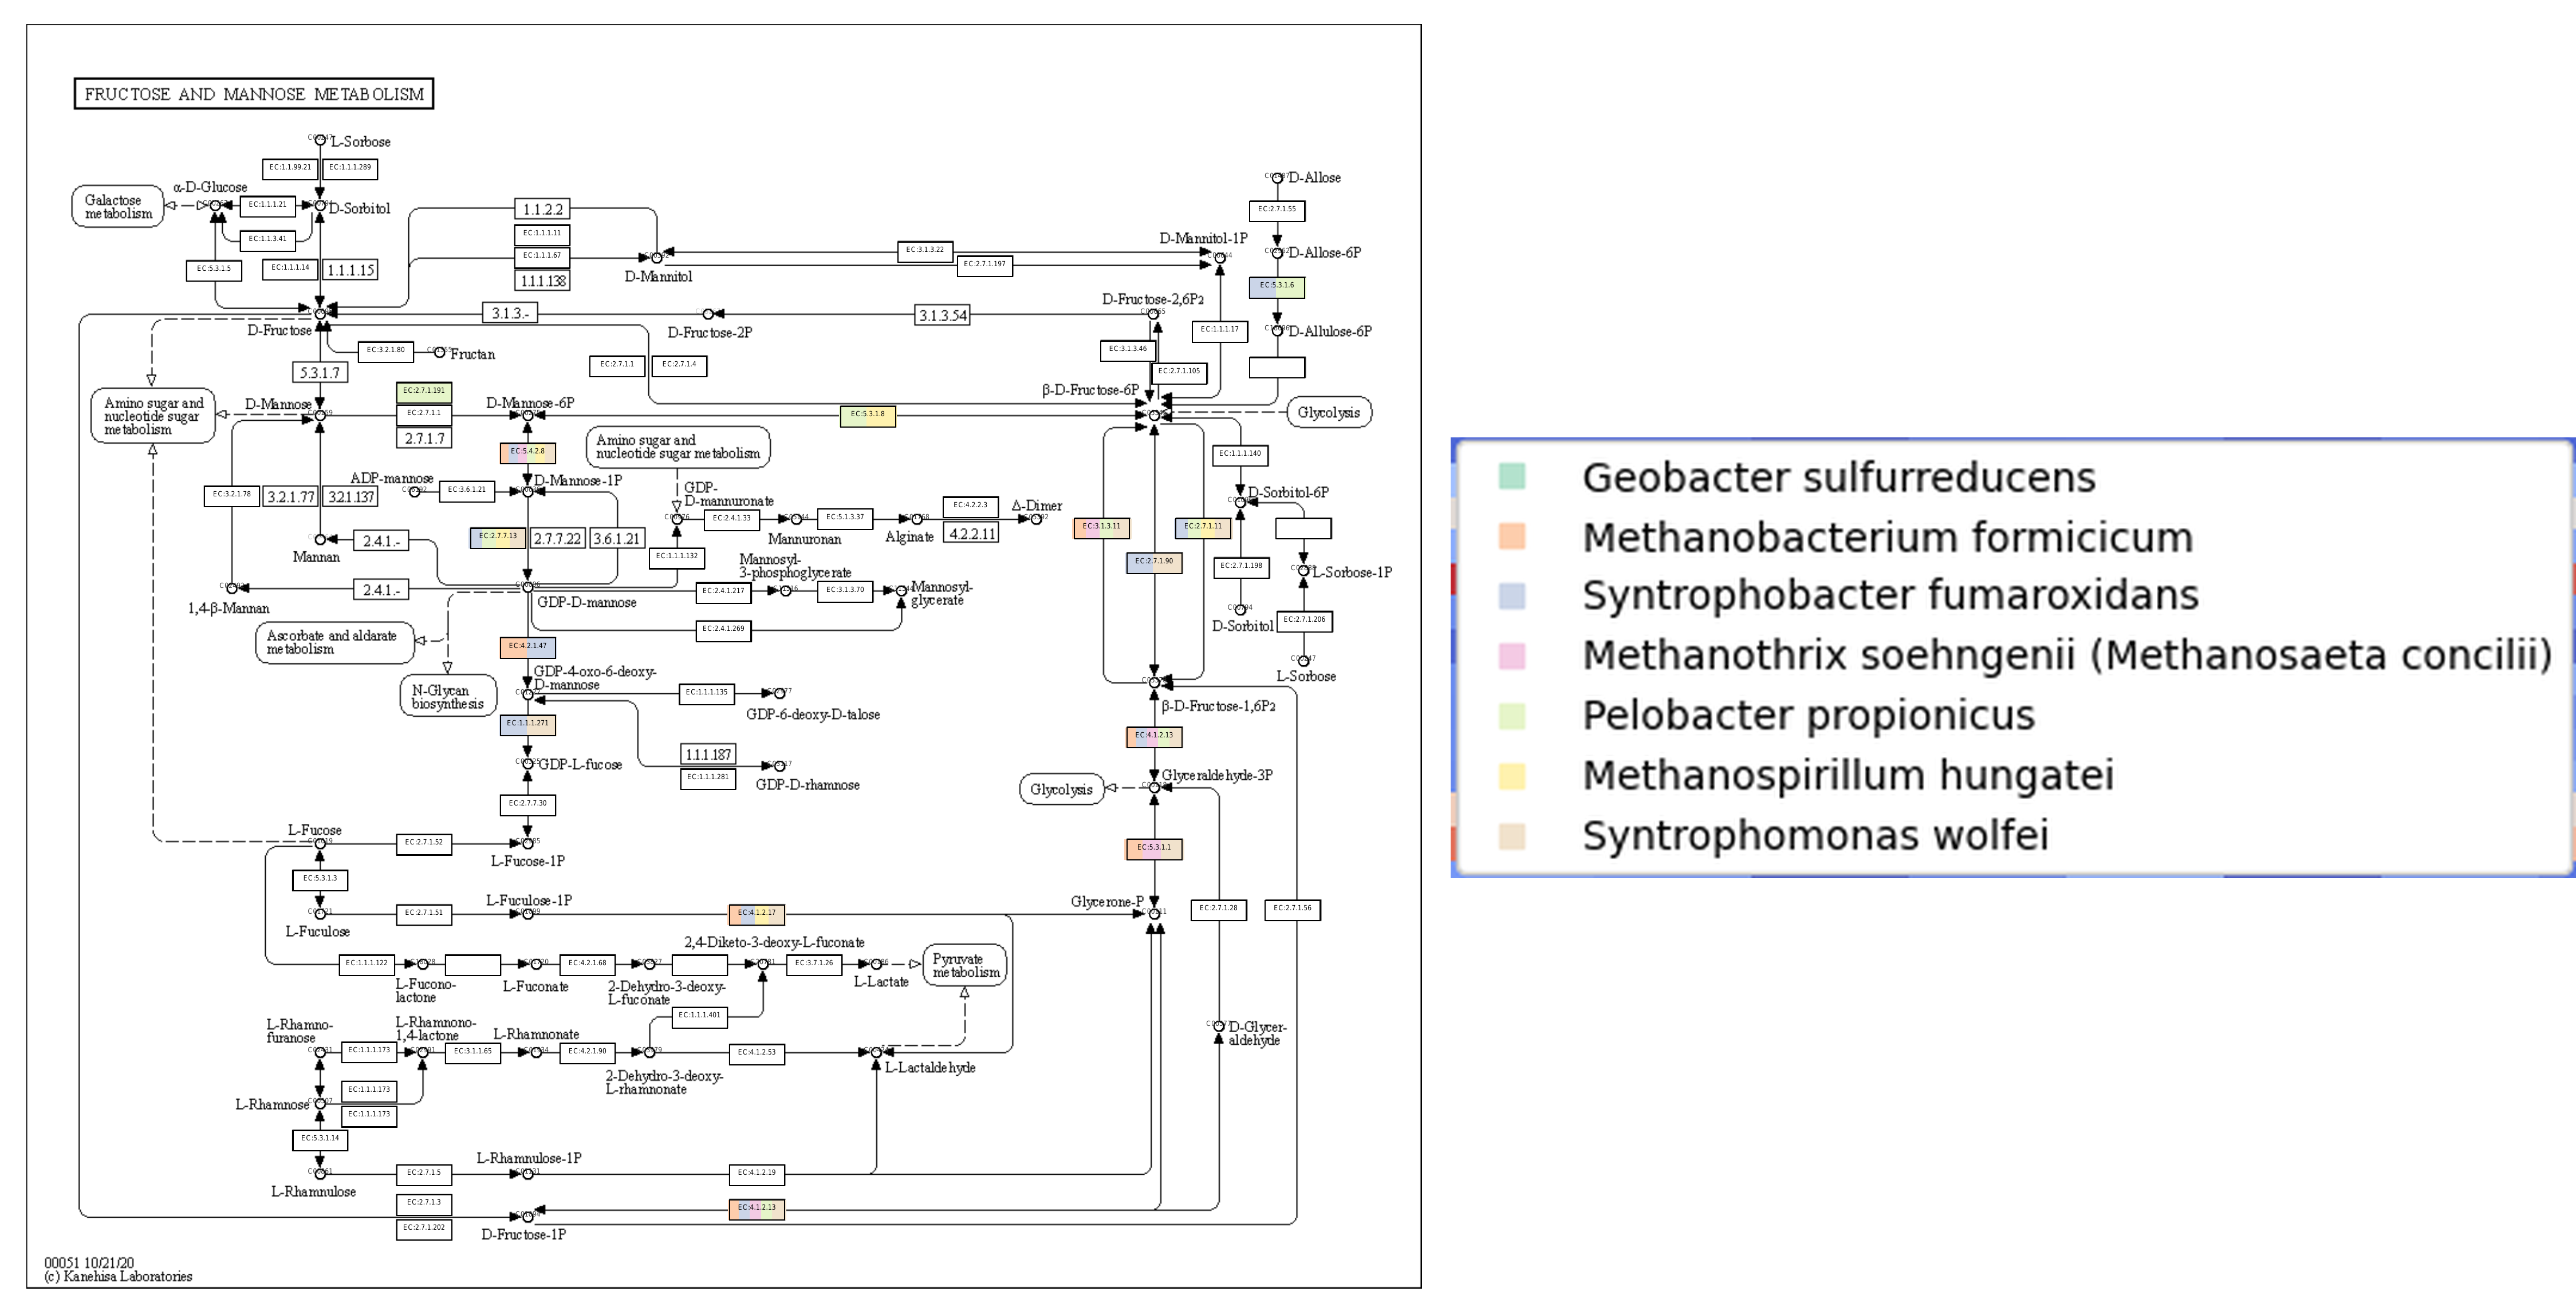 FRUCTOSE AND MANNOSE METABOLISM
L-Sorbose
EC:1.1.99.21
EC:1.1.1.289
α-D-Glucose
Galactose
metabolism
EC:1.1.1.21
D-Sorbitol
EC:1.1.3.41
EC:5.3.1.5
EC:1.1.1.14
1.1.1.15
1.1.2.2
EC:1.1.1.11
EC:1.1.1.67
1.1.1.138
D-Mannitol
EC:3.1.3.22
EC:2.7.1.197
D-Mannitol-1P
D-Allose
EC:2.7.1.55
D-Allose-6P
EC:5.3.1.6
D-Allulose-6P
D-Fructose
3.1.3.-
D-Fructose-2P
3.1.3.54
D-Fructose-2,6P2
EC:1.1.1.17
EC:3.2.1.80
Fructan
EC:2.7.1.1
EC:2.7.1.4
EC:3.1.3.46
EC:2.7.1.105
5.3.1.7
β-D-Fructose-6P
Glycolysis
Amino sugar and
nucleotide sugar
metabolism
D-Mannose
EC:2.7.1.191
EC:2.7.1.1
2.7.1.7
D-Mannose-6P
EC:5.3.1.8
EC:5.4.2.8
Amino sugar and
nucleotide sugar metabolism
EC:1.1.1.140
ADP-mannose
EC:3.6.1.21
D-Mannose-1P
GDP-
D-mannuronate
D-Sorbitol-6P
EC:3.2.1.78
3.2.1.77
3.2.1.137
EC:2.4.1.33
Mannuronan
EC:5.1.3.37
Alginate
EC:4.2.2.3
4.2.2.11
Δ-Dimer
EC:3.1.3.11
EC:2.7.1.11
EC:2.7.1.90
EC:2.7.1.198
L-Sorbose-1P
Mannan
2.4.1.-
EC:2.7.7.13
2.7.7.22
3.6.1.21
EC:1.1.1.132
Mannosyl-
3-phosphoglycerate
1,4-β-Mannan
2.4.1.-
GDP-D-mannose
EC:2.4.1.217
EC:3.1.3.70
Mannosyl-
glycerate
EC:2.4.1.269
D-Sorbitol
EC:2.7.1.206
L-Sorbose
Ascorbate and aldarate
metabolism
EC:4.2.1.47
N-Glycan
biosynthesis
GDP-4-oxo-6-deoxy-
D-mannose
EC:1.1.1.135
GDP-6-deoxy-D-talose
EC:1.1.1.271
1.1.1.187
EC:1.1.1.281
GDP-D-rhamnose
GDP-L-fucose
β-D-Fructose-1,6P2
EC:4.1.2.13
Glycolysis
Glyceraldehyde-3P
EC:2.7.7.30
L-Fucose
EC:2.7.1.52
L-Fucose-1P
EC:5.3.1.1
EC:5.3.1.3
L-Fuculose
EC:2.7.1.51
L-Fuculose-1P
EC:4.1.2.17
Glycerone-P
EC:2.7.1.28
EC:2.7.1.56
2,4-Diketo-3-deoxy-L-fuconate
EC:1.1.1.122
L-Fucono-
lactone
L-Fuconate
EC:4.2.1.68
2-Dehydro-3-deoxy-
L-fuconate
EC:3.7.1.26
L-Lactate
Pyruvate
metabolism
EC:1.1.1.401
L-Rhamno-
furanose
L-Rhamnono-
1,4-lactone
L-Rhamnonate
EC:1.1.1.173
EC:3.1.1.65
EC:4.2.1.90
2-Dehydro-3-deoxy-
L-rhamnonate
EC:4.1.2.53
L-Lactaldehyde
D-Glycer-
aldehyde
EC:1.1.1.173
EC:1.1.1.173
L-Rhamnose
EC:5.3.1.14
L-Rhamnulose
EC:2.7.1.5
L-Rhamnulose-1P
EC:4.1.2.19
EC:2.7.1.3
EC:2.7.1.202
D-Fructose-1P
EC:4.1.2.13
00051 10/21/20
(c) Kanehisa Laboratories
Geobacter sulfurreducens
Methanobacterium formicicum
Syntrophobacter fumaroxidans
Methanothrix soehngenii (Methanosaeta concilii)
Pelobacter propionicus
Methanospirillum hungatei
Syntrophomonas wolfei